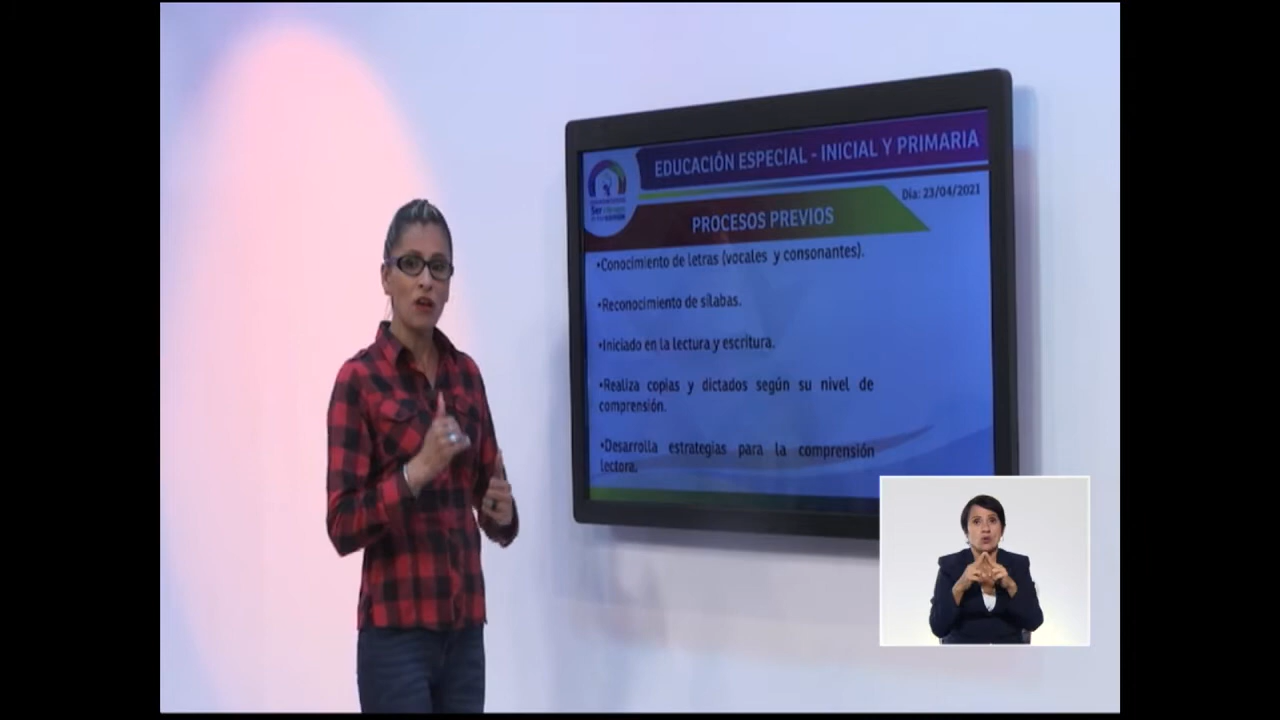 EDUCACIÓN ESPECIAL - INICIAL Y PRIMARIA
Día: 23/04/2021
PROCESOS PREVIOS
•Conocimiento de letras (vocales y consonantes).
•Reconocimiento de sílabas.
•Iniciado en la lectura y escritura.
•Realiza copias y dictados según su nivel de
comprensión.
•Desarrolla estrategias para la comprensión
lectora.